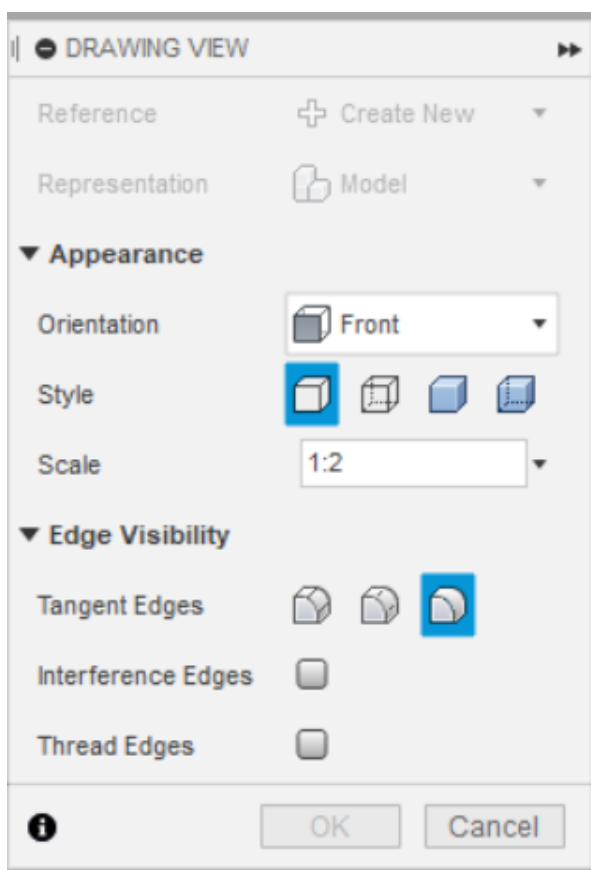 DRAWING VIEW
Reference Create New
Representation Model
Appearance
Orientation Front
Style
Scale 1:2
Edge Visibility
Tangent Edges
Interference Edges
Thread Edges
OK Cancel